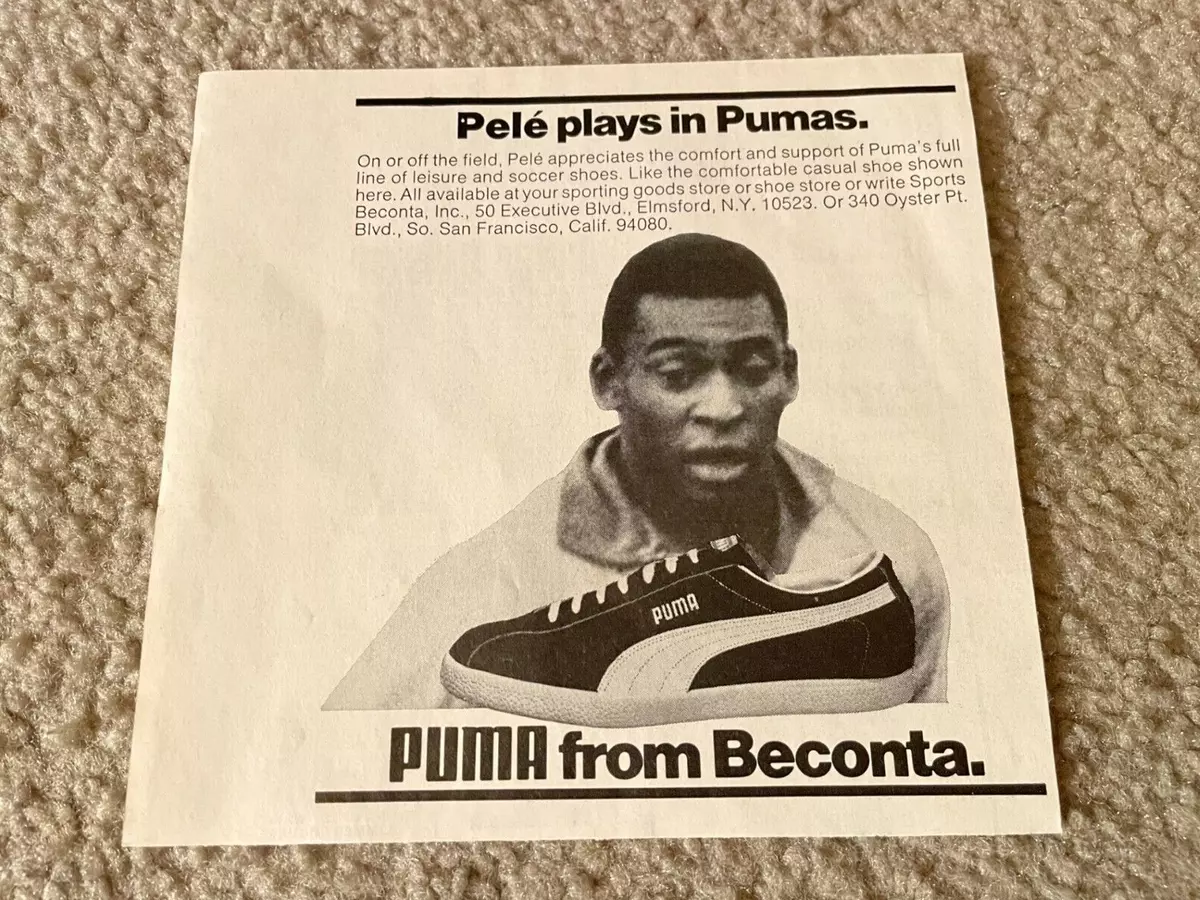 Pelé plays in Pumas.
On or off the field, Pelé appreciates the comfort and support of Puma's full
line of leisure and soccer shoes. Like the comfortable casual shoe shown
here. All available at your sporting goods store or shoe store or write Sports
Beconta, Inc., 50 Executive Blvd., Elmsford, N.Y. 10523. Or 340 Oyster Pt.
Blvd., So. San Francisco, Calif. 94080.
PUMA
PUMA from Beconta.